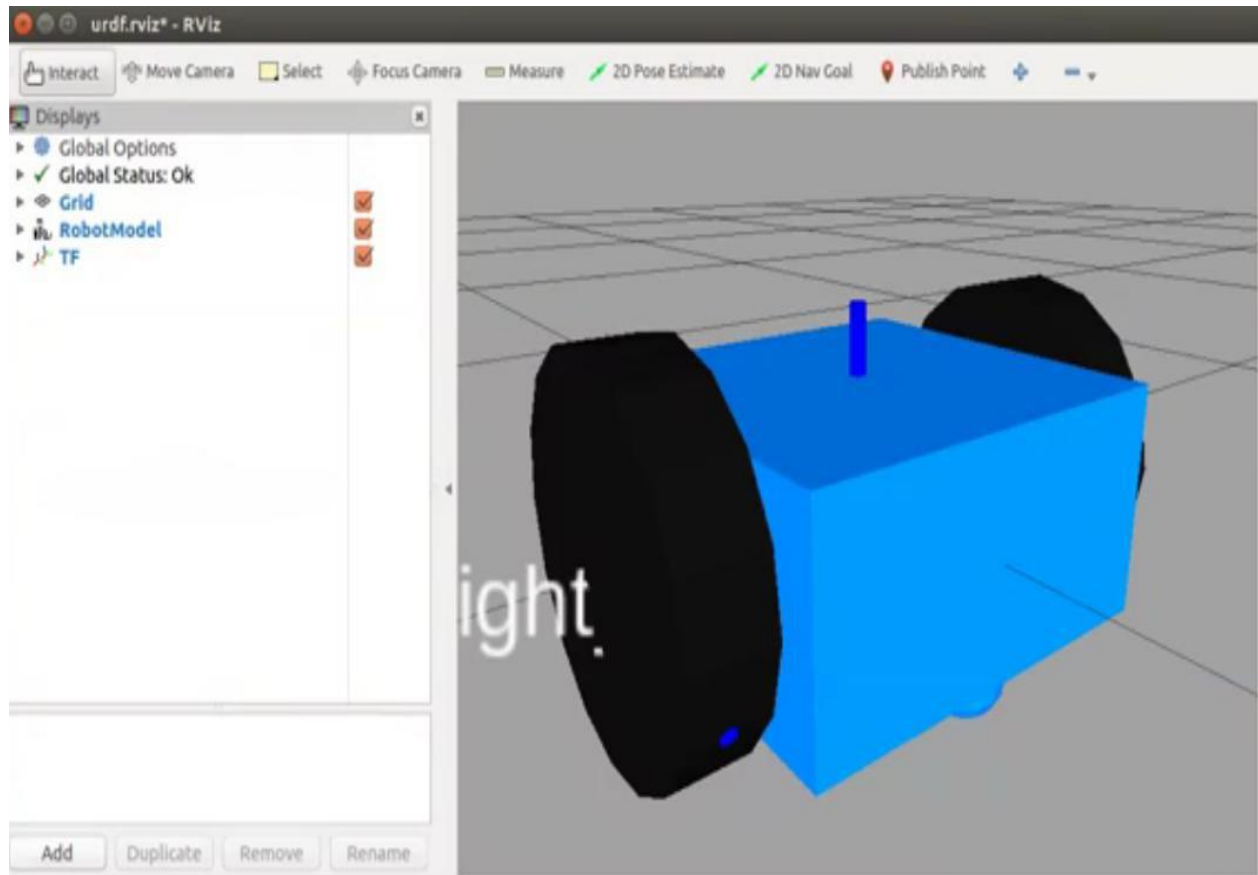 urdf.rviz* - RViz
Interact Move Camera Select Focus Camera Measure 2D Pose Estimate 2D Nav Goal Publish Point
Displays
Global Options
Global Status: Ok
Grid
RobotModel
TF
ight
Add Duplicate Remove Rename